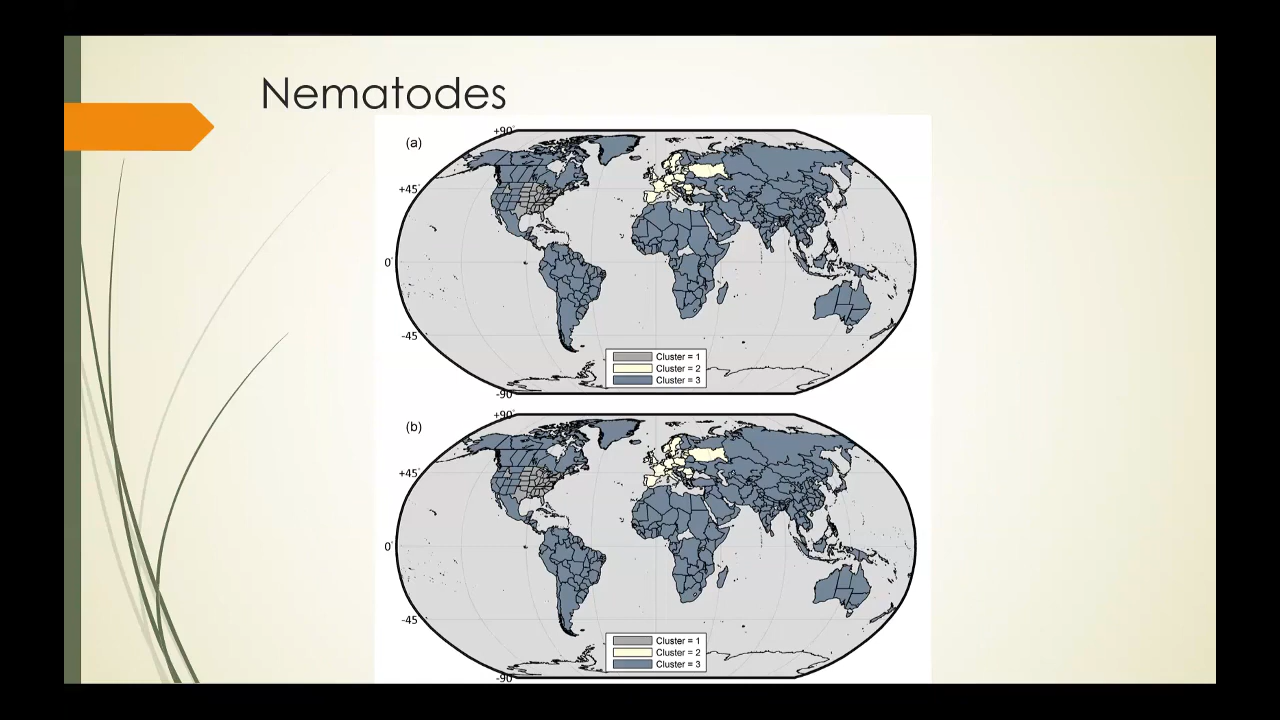 Nematodes
(a)
+90°
+45°
0°
-45°
-90°
Cluster = 1
Cluster = 2
Cluster = 3
(b)
+90°
+45°
0°
-45°
-90°
Cluster = 1
Cluster = 2
Cluster = 3